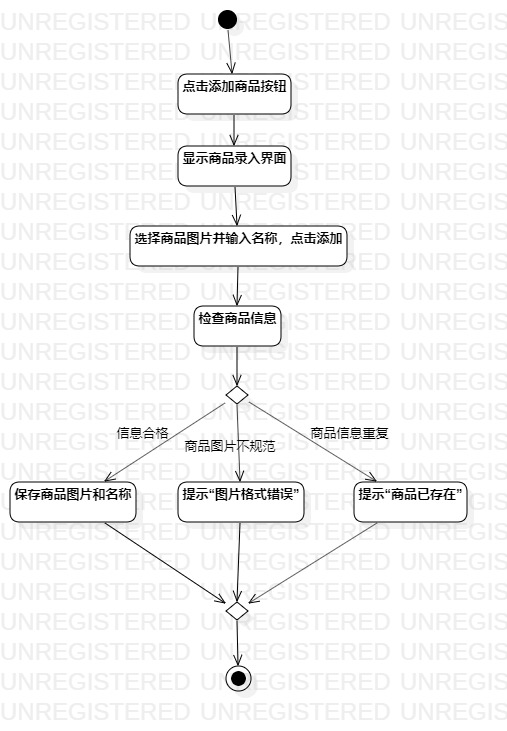 UNREGISTERED UNREGISTERED UNREGIS
点击添加商品按钮
显示商品录入界面
选择商品图片并输入名称，点击添加
检查商品信息
信息合格
商品图片不规范
商品信息重复
保存商品图片和名称
提示“图片格式错误”
提示“商品已存在”